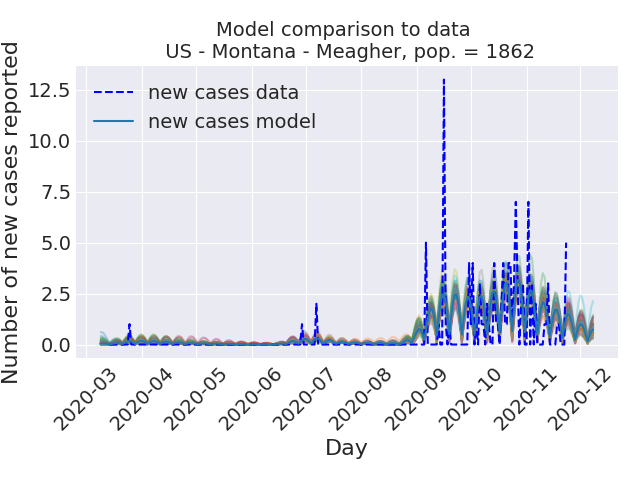 Model comparison to data
US - Montana - Meagher, pop. = 1862
Number of new cases reported
12.5
10.0
7.5
5.0
2.5
0.0
new cases data
new cases model
2020-03
2020-04
2020-05
2020-06
2020-07
2020-08
2020-09
2020-10
2020-11
2020-12
Day